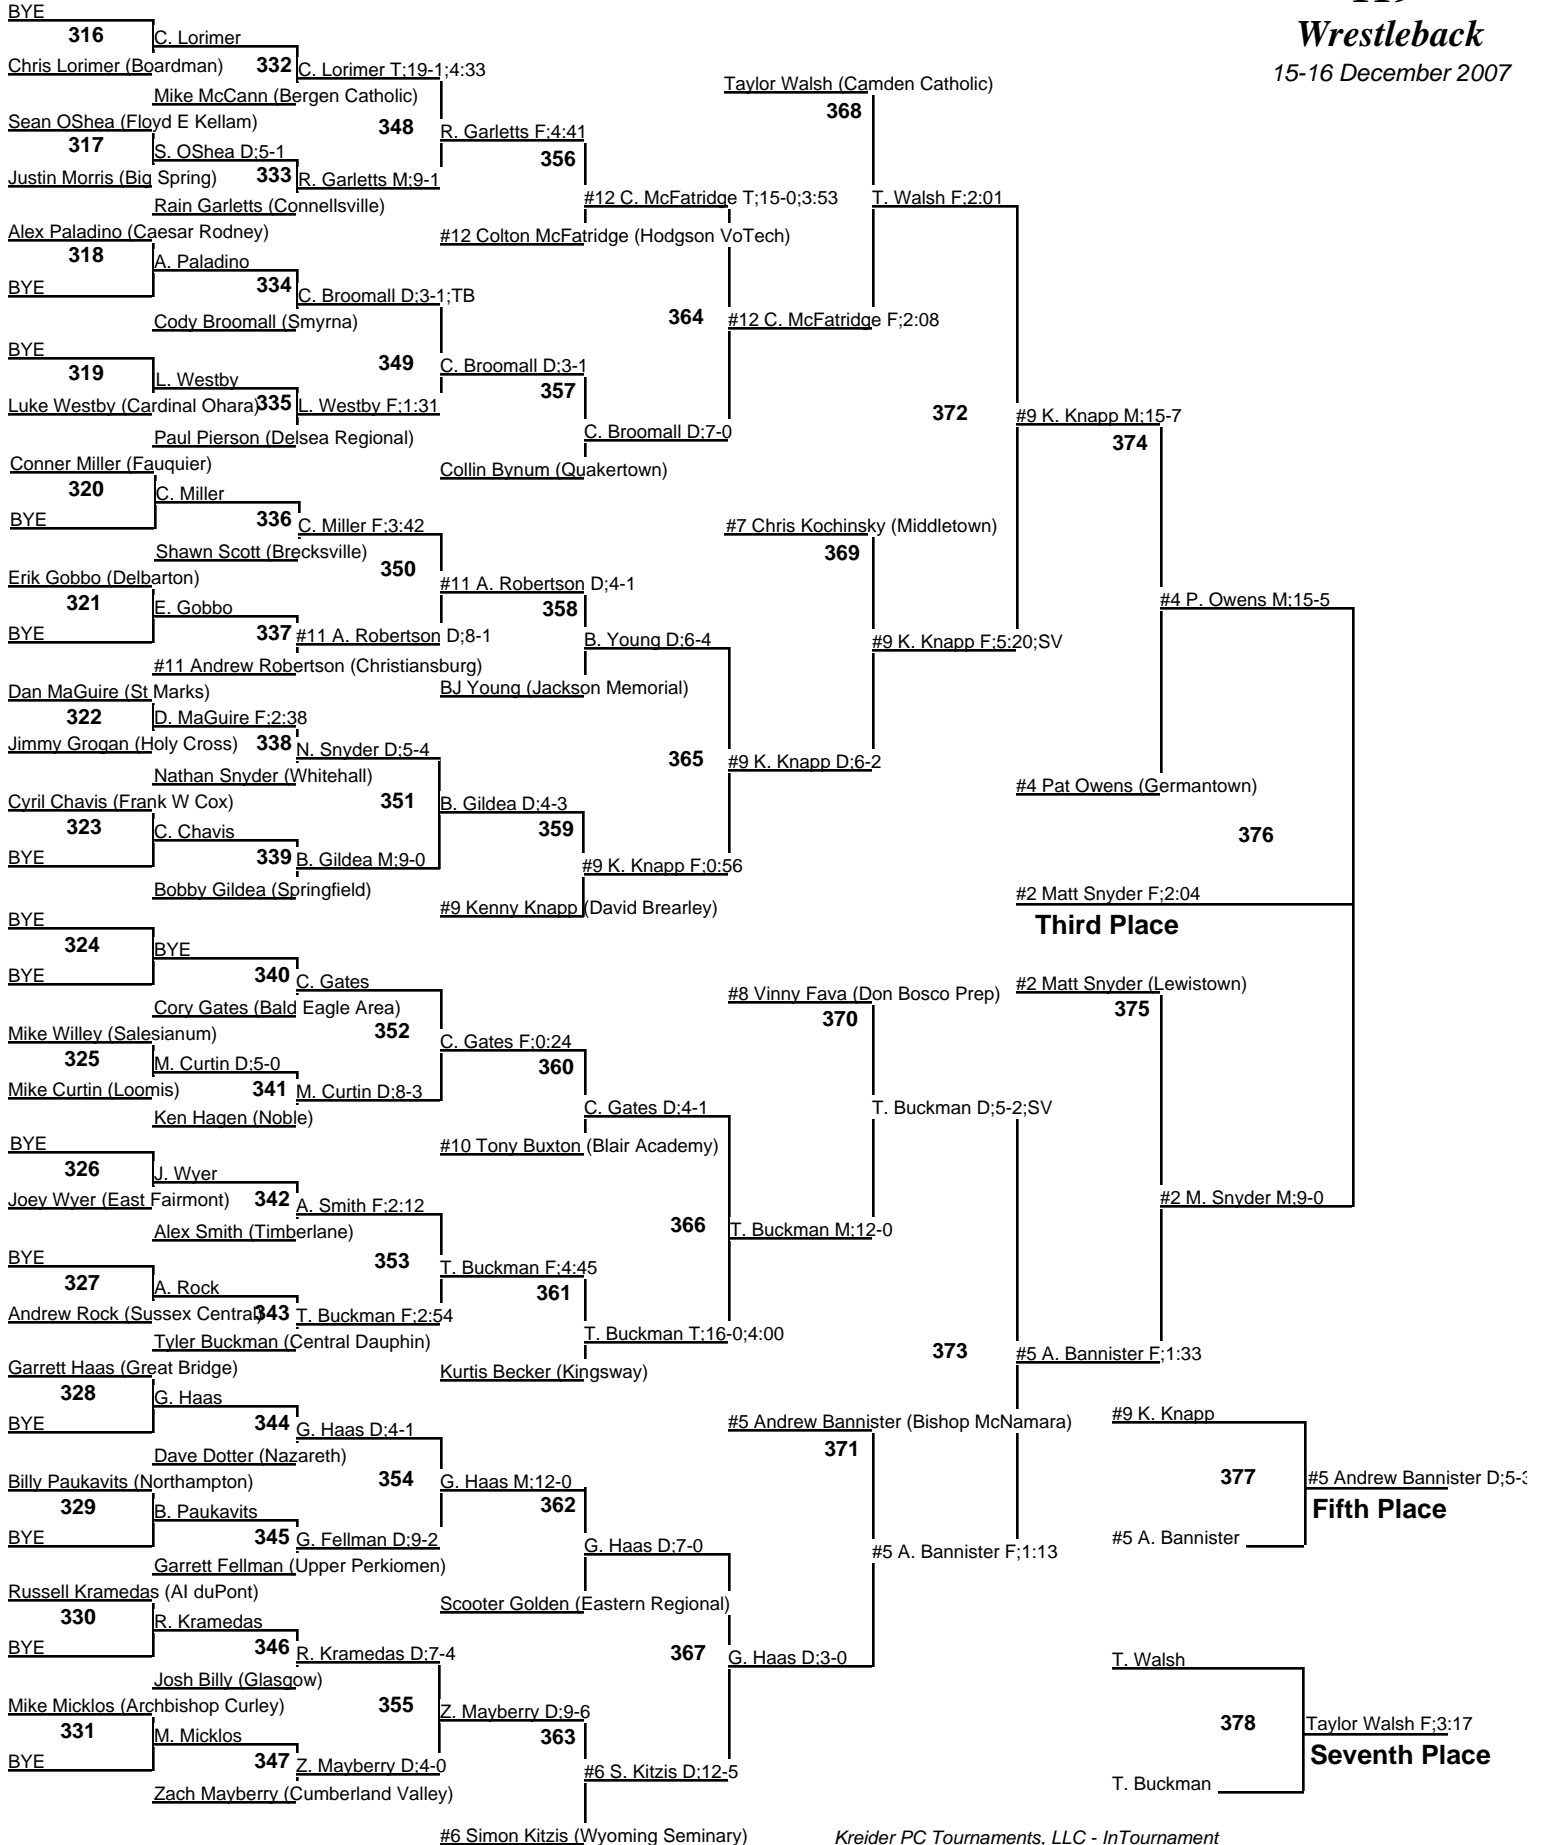 Wrestleback
15-16 December 2007
BYE
316
C. Lorimer
Chris Lorimer (Boardman)
332
C. Lorimer T;19-1;4:33
Mike McCann (Bergen Catholic)
Sean OShea (Floyd E Kellam)
348
R. Garletts F;4:41
317
S. OShea D;5-1
356
Justin Morris (Big Spring)
333
R. Garletts M;9-1
Rain Garletts (Connellsville)
#12 C. McFatridge T;15-0;3:53
#12 Colton McFatridge (Hodgson VoTech)
Alex Paladino (Caesar Rodney)
318
A. Paladino
BYE
334
C. Broomall D;3-1;TB
Cody Broomall (Smyrna)
364
#12 C. McFatridge F;2:08
BYE
349
C. Broomall D;3-1
319
L. Westby
357
Luke Westby (Cardinal Ohara)
335
L. Westby F;1:31
Paul Pierson (Delsea Regional)
C. Broomall D;7-0
Collin Bynum (Quakertown)
Taylor Walsh (Camden Catholic)
368
T. Walsh F;2:01
372
#9 K. Knapp M;15-7
374
Conner Miller (Fauquier)
320
C. Miller
BYE
336
C. Miller F;3:42
Shawn Scott (Brecksville)
350
#11 A. Robertson D;4-1
Erik Gobbo (Delbarton)
321
E. Gobbo
358
BYE
337
#11 A. Robertson D;8-1
B. Young D;6-4
#11 Andrew Robertson (Christiansburg)
BJ Young (Jackson Memorial)
#7 Chris Kochinsky (Middletown)
369
#9 K. Knapp F;5:20;SV
#4 P. Owens M;15-5
Dan MaGuire (St Marks)
322
D. MaGuire F;2:38
Jimmy Grogan (Holy Cross)
338
N. Snyder D;5-4
Nathan Snyder (Whitehall)
365
#9 K. Knapp D;6-2
Cyril Chavis (Frank W Cox)
351
B. Gildea D;4-3
323
C. Chavis
359
BYE
339
B. Gildea M;9-0
#9 K. Knapp F;0:56
Bobby Gildea (Springfield)
#9 Kenny Knapp (David Brearley)
#4 Pat Owens (Germantown)
376
#2 Matt Snyder F;2:04
Third Place
BYE
324
BYE
BYE
340
C. Gates
Cory Gates (Bald Eagle Area)
#8 Vinny Fava (Don Bosco Prep)
#2 Matt Snyder (Lewistown)
370
375
352
C. Gates F;0:24
Mike Willey (Salesianum)
325
M. Curtin D;5-0
360
Mike Curtin (Loomis)
341
M. Curtin D;8-3
Ken Hagen (Noble)
C. Gates D;4-1
T. Buckman D;5-2;SV
#10 Tony Buxton (Blair Academy)
BYE
326
J. Wyer
Joey Wyer (East Fairmont)
342
A. Smith F;2:12
#2 M. Snyder M;9-0
Alex Smith (Timberlane)
366
T. Buckman M;12-0
BYE
353
T. Buckman F;4:45
327
A. Rock
361
Andrew Rock (Sussex Central)
343
T. Buckman F;2:54
T. Buckman T;16-0;4:00
Tyler Buckman (Central Dauphin)
Kurtis Becker (Kingsway)
373
#5 A. Bannister F;1:33
Garrett Haas (Great Bridge)
328
G. Haas
BYE
344
G. Haas D;4-1
#5 Andrew Bannister (Bishop McNamara)
371
#9 K. Knapp
Dave Dotter (Nazareth)
354
G. Haas M;12-0
Billy Paukavits (Northampton)
329
B. Paukavits
362
377
#5 Andrew Bannister D;5-
Fifth Place
BYE
345
G. Fellman D;9-2
G. Haas D;7-0
#5 A. Bannister F;1:13
#5 A. Bannister
Garrett Fellman (Upper Perkiomen)
Scooter Golden (Eastern Regional)
Russell Kramedas (AI duPont)
330
R. Kramedas
BYE
346
R. Kramedas D;7-4
367
G. Haas D;3-0
Josh Billy (Glasgow)
T. Walsh
Mike Micklos (Archbishop Curley)
355
Z. Mayberry D;9-6
331
M. Micklos
363
378
Taylor Walsh F;3:17
Seventh Place
BYE
347
Z. Mayberry D;4-0
#6 S. Kitzis D;12-5
Zach Mayberry (Cumberland Valley)
T. Buckman
#6 Simon Kitzis (Wyoming Seminary)
Kreider PC Tournaments, LLC - InTournament